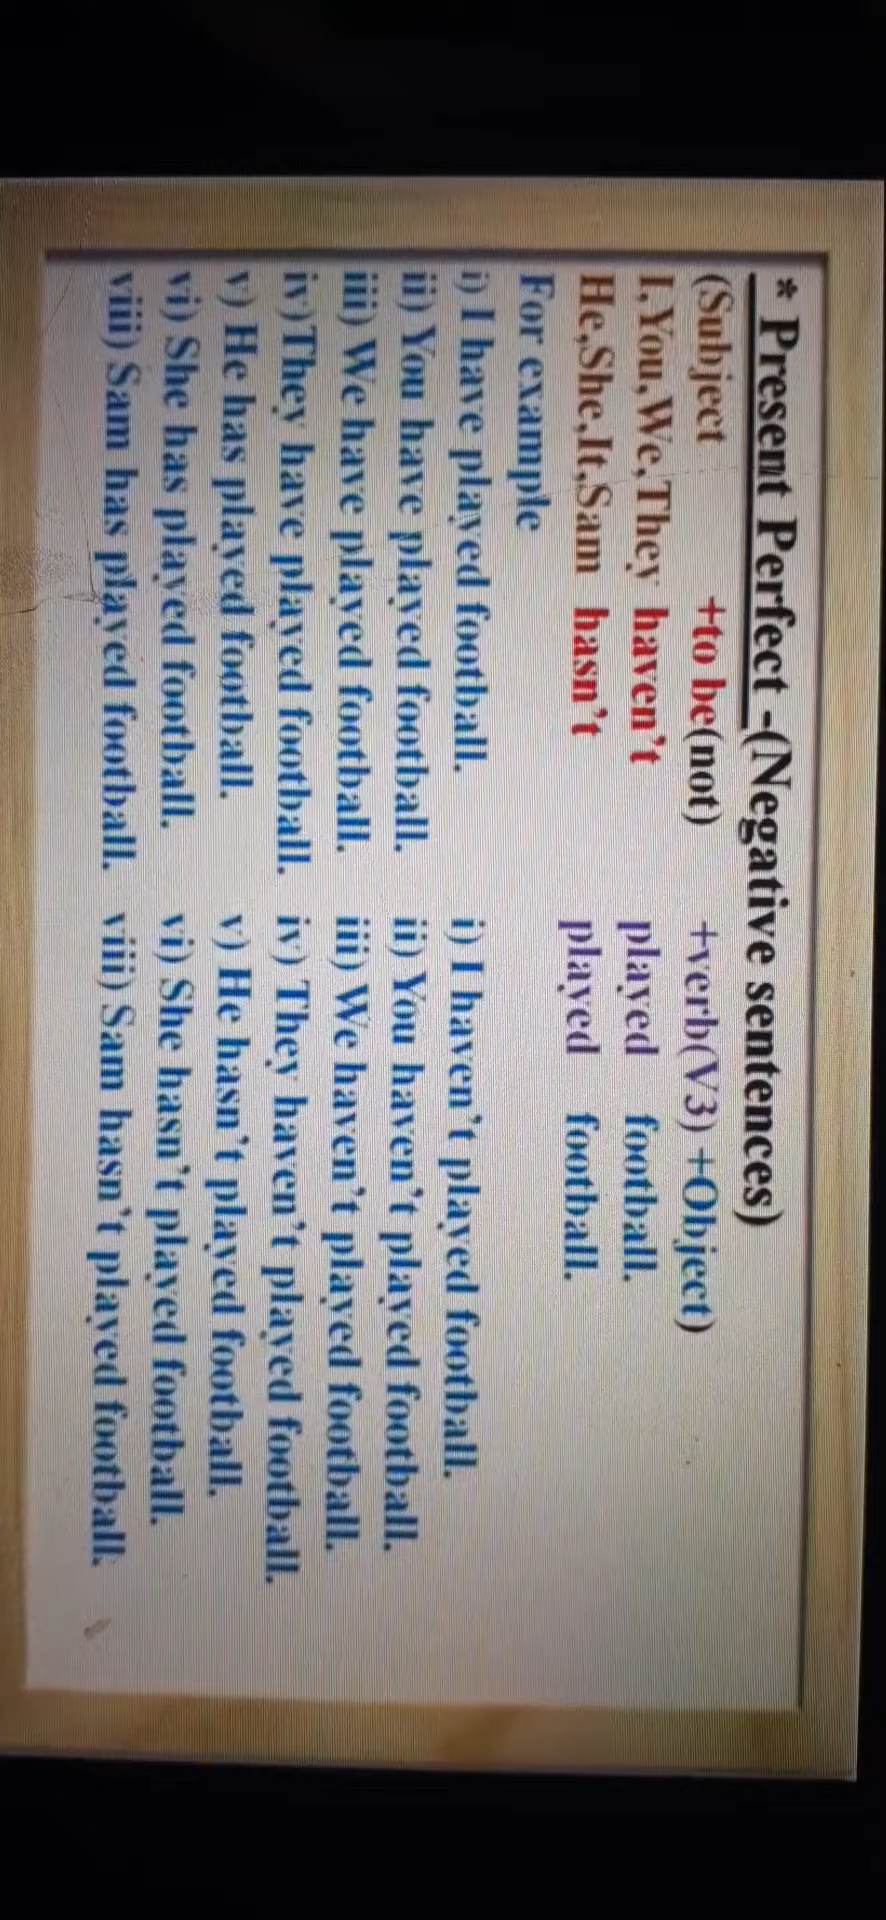 * Present Perfect -(Negative sentences)
(Subject +to be(not) +verb(V3) +Object)
I,You,We,They haven't played football.
He,She,It,Sam hasn't played football.
For example
i) I have played football. i) I haven't played football.
ii) You have played football. ii) You haven't played football.
iii) We have played football. iii) We haven't played football.
iv)They have played football. iv) They haven't played football.
v) He has played football. v) He hasn't played football.
vi) She has played football. vi) She hasn't played football.
viii) Sam has played football. viii) Sam hasn't played football.